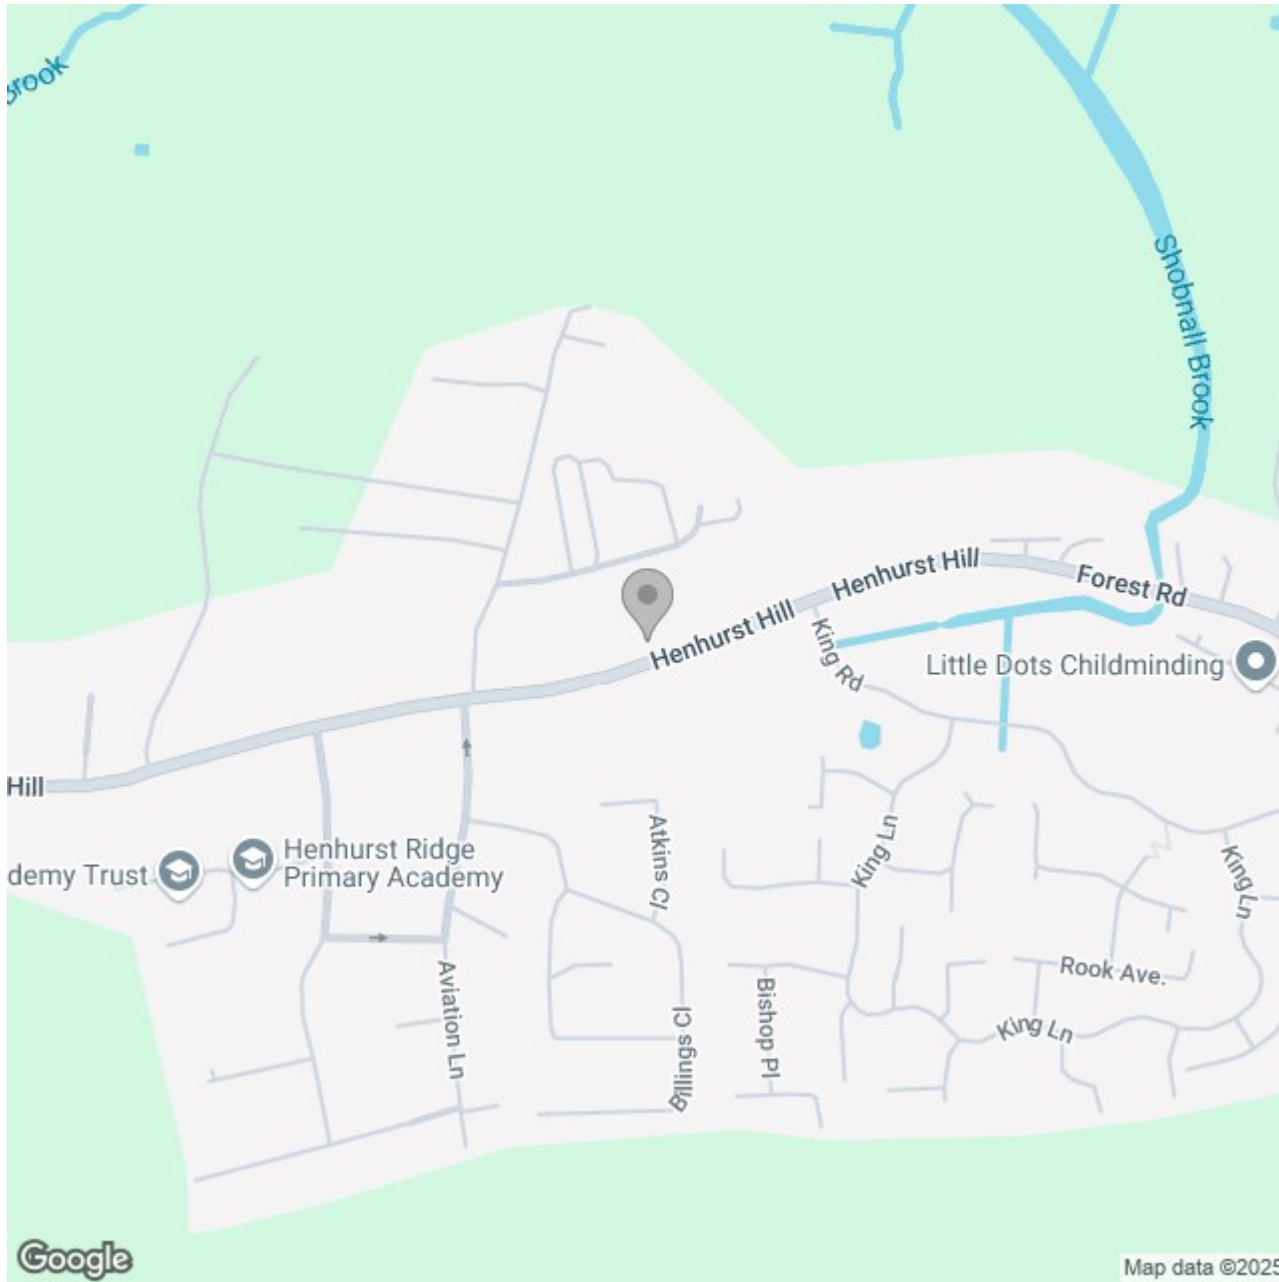 Brook
Shobnall Brook
Henhurst Hill
Forest Rd
Henhurst Hill
King Rd
Little Dots Childminding
Hill
Henhurst Ridge
Primary Academy
demy Trust
Atkins Cl
King Ln
King Ln
Rook Ave.
Aviation Ln
Billings Cl
Bishop Pl
King Ln
Google
Map data ©2025